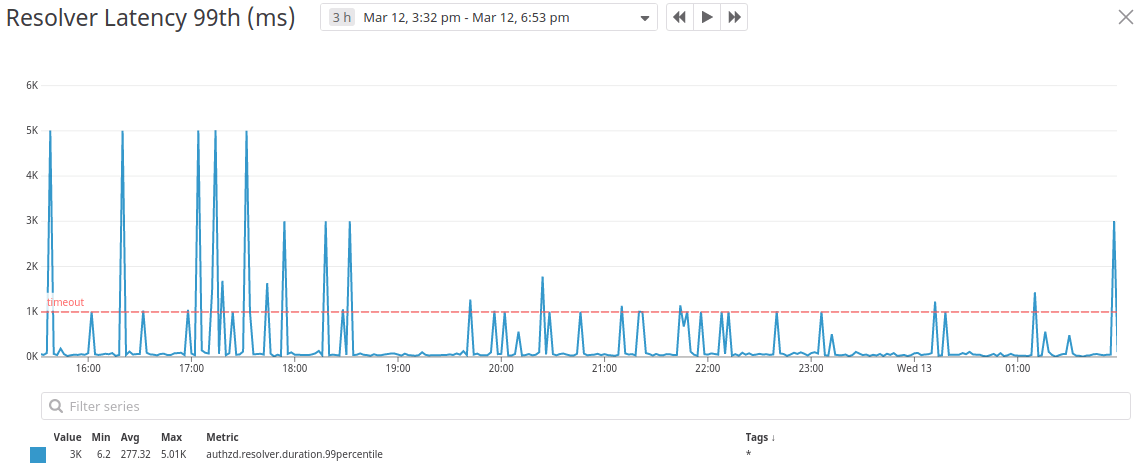 Resolver Latency 99th (ms)
3 h Mar 12, 3:32 pm - Mar 12, 6:53 pm
6K
5K
4K
3K
2K
timeout
1K
0K
16:00 17:00 18:00 19:00 20:00 21:00 22:00 23:00 Wed 13 01:00
Filter series
Value Min Avg Max Metric Tags ↓
3K 6.2 277.32 5.01K authzd.resolver.duration.99percentile *